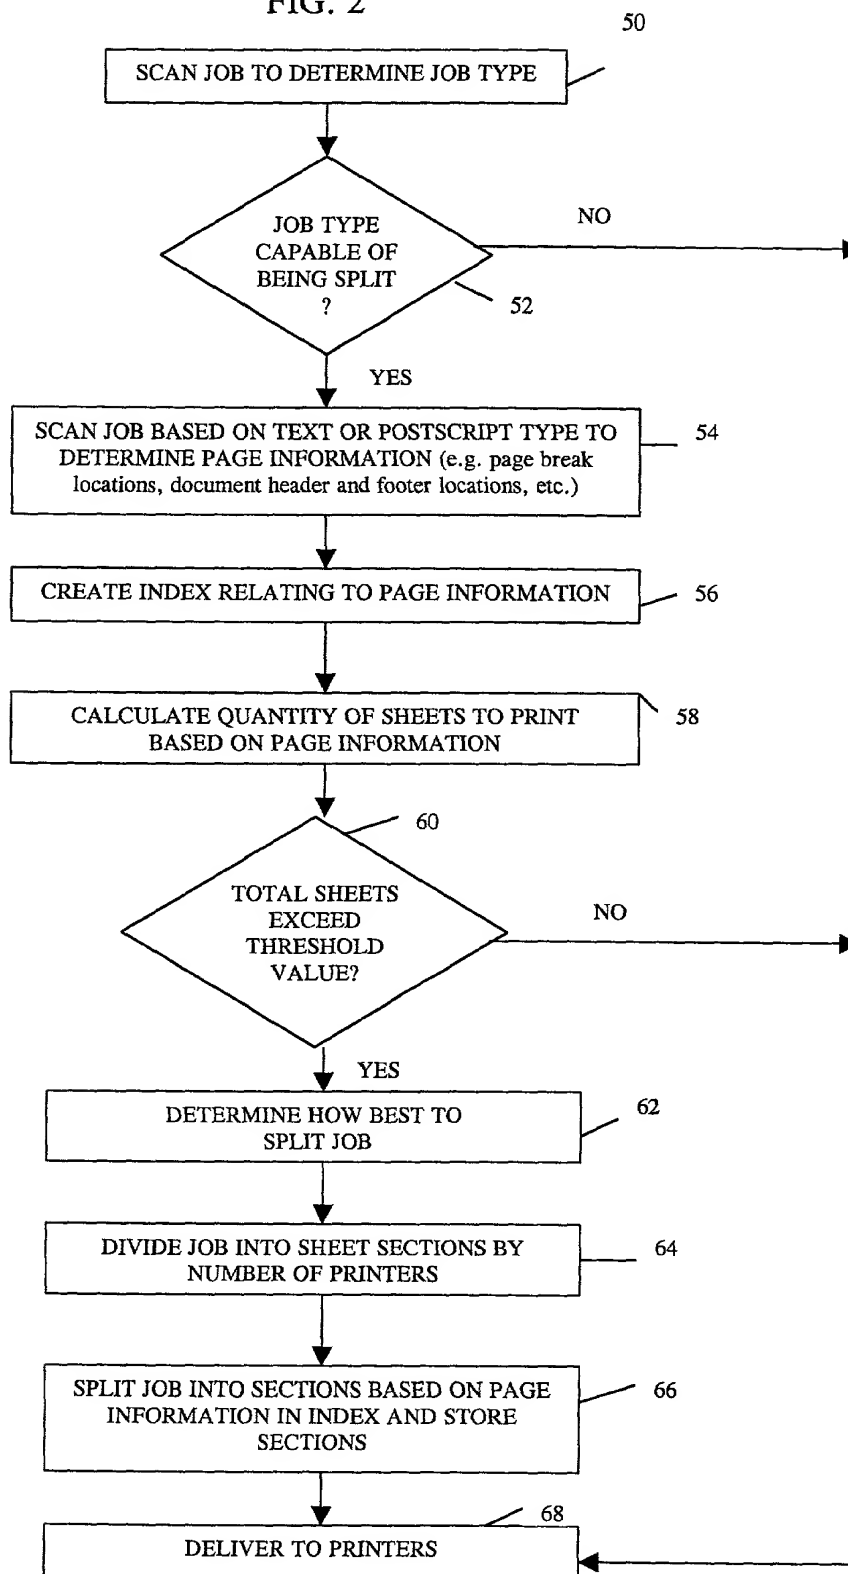 FIG. 2
50
SCAN JOB TO DETERMINE JOB TYPE
JOB TYPE
CAPABLE OF
BEING SPLIT
?
NO
52
YES
SCAN JOB BASED ON TEXT OR POSTSCRIPT TYPE TO
DETERMINE PAGE INFORMATION (e.g. page break
locations, document header and footer locations, etc.)
54
CREATE INDEX RELATING TO PAGE INFORMATION
56
CALCULATE QUANTITY OF SHEETS TO PRINT
BASED ON PAGE INFORMATION
58
60
TOTAL SHEETS
EXCEED
THRESHOLD
VALUE?
NO
YES
DETERMINE HOW BEST TO
SPLIT JOB
62
DIVIDE JOB INTO SHEET SECTIONS BY
NUMBER OF PRINTERS
64
SPLIT JOB INTO SECTIONS BASED ON PAGE
INFORMATION IN INDEX AND STORE
SECTIONS
66
68
DELIVER TO PRINTERS